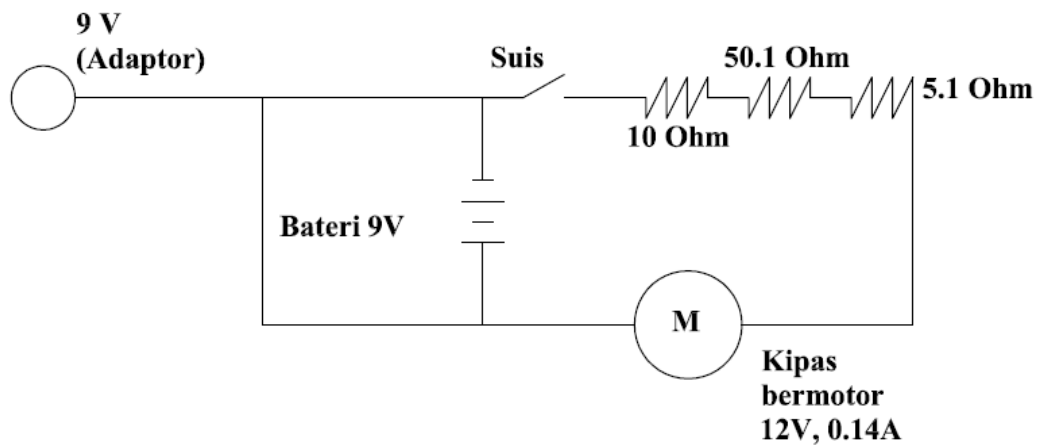 9 V
(Adaptor)
Suis
50.1 Ohm
5.1 Ohm
10 Ohm
Bateri 9V
M
Kipas
bermotor
12V, 0.14A